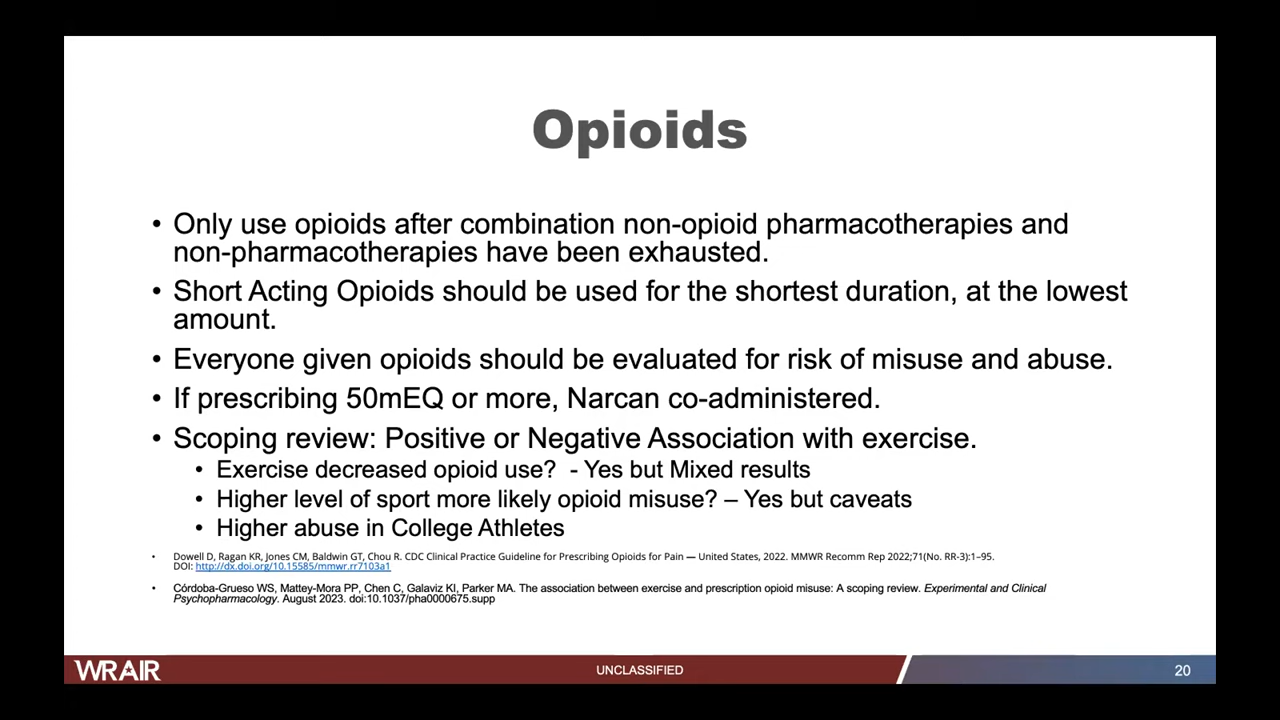 Opioids
• Only use opioids after combination non-opioid pharmacotherapies and
non-pharmacotherapies have been exhausted.
• Short Acting Opioids should be used for the shortest duration, at the lowest
amount.
• Everyone given opioids should be evaluated for risk of misuse and abuse.
• If prescribing 50mEQ or more, Narcan co-administered.
• Scoping review: Positive or Negative Association with exercise.
• Exercise decreased opioid use?  - Yes but Mixed results
• Higher level of sport more likely opioid misuse? – Yes but caveats
• Higher abuse in College Athletes
• Dowell D, Ragan KR, Jones CM, Baldwin GT, Chou R. CDC Clinical Practice Guideline for Prescribing Opioids for Pain — United States, 2022. MMWR Recomm Rep 2022;71(No. RR-3):1–95.
DOI: http://dx.doi.org/10.15585/mmwr.rr7103a1
• Córdoba-Grueso WS, Mattey-Mora PP, Chen C, Galaviz KI, Parker MA. The association between exercise and prescription opioid misuse: A scoping review. Experimental and Clinical
Psychopharmacology. August 2023. doi:10.1037/pha0000675.supp
WRAIR
UNCLASSIFIED
20